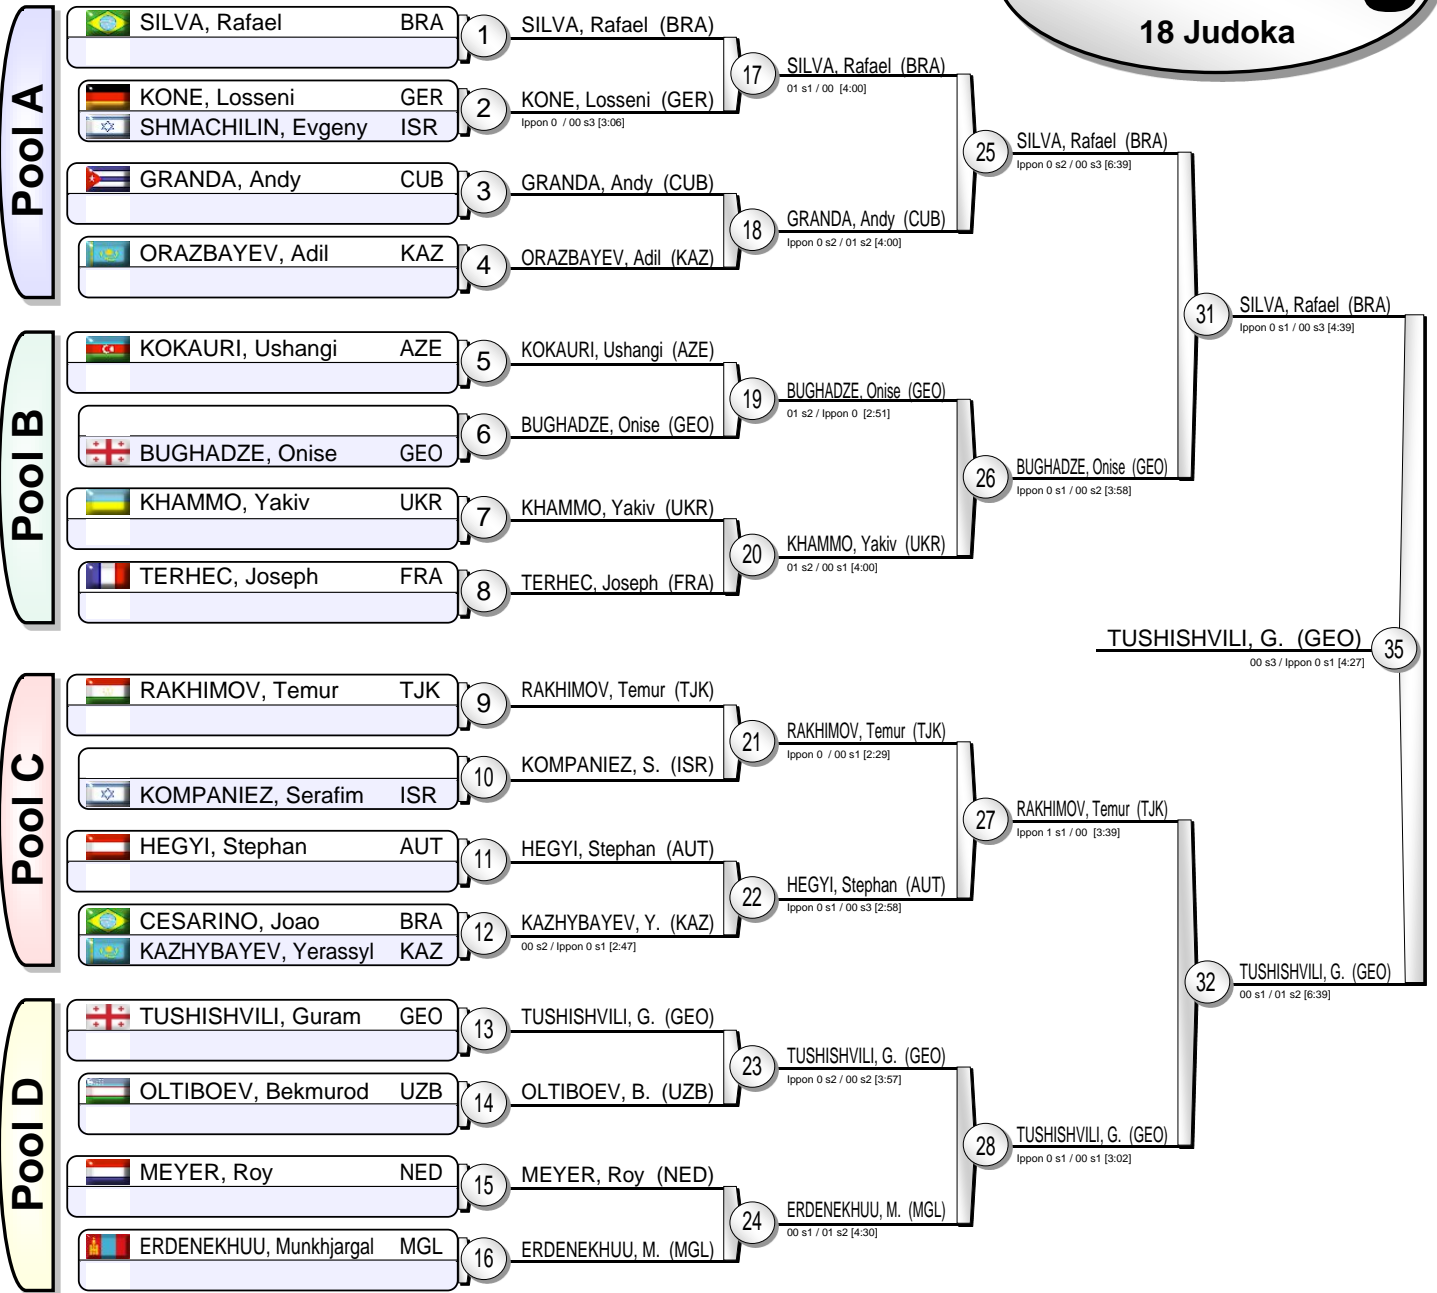 18 Judoka
Pool A
SILVA, Rafael BRA
1
SILVA, Rafael (BRA)
KONE, Losseni GER
SHMACHILIN, Evgeny ISR
2
KONE, Losseni (GER)
Ippon 0 / 00 s3 [3:06]
17
SILVA, Rafael (BRA)
01 s1 / 00 [4:00]
GRANDA, Andy CUB
3
GRANDA, Andy (CUB)
ORAZBAYEV, Adil KAZ
4
ORAZBAYEV, Adil (KAZ)
18
GRANDA, Andy (CUB)
Ippon 0 s2 / 01 s2 [4:00]
25
SILVA, Rafael (BRA)
Ippon 0 s2 / 00 s3 [6:39]
Pool B
KOKAURI, Ushangi AZE
5
KOKAURI, Ushangi (AZE)
BUGHADZE, Onise GEO
6
BUGHADZE, Onise (GEO)
19
BUGHADZE, Onise (GEO)
01 s2 / Ippon 0 [2:51]
KHAMMO, Yakiv UKR
7
KHAMMO, Yakiv (UKR)
TERHEC, Joseph FRA
8
TERHEC, Joseph (FRA)
20
KHAMMO, Yakiv (UKR)
01 s2 / 00 s1 [4:00]
26
BUGHADZE, Onise (GEO)
Ippon 0 s1 / 00 s2 [3:58]
31
SILVA, Rafael (BRA)
Ippon 0 s1 / 00 s3 [4:39]
TUSHISHVILI, G. (GEO)
00 s3 / Ippon 0 s1 [4:27]
35
Pool C
RAKHIMOV, Temur TJK
9
RAKHIMOV, Temur (TJK)
KOMPANIEZ, Serafim ISR
10
KOMPANIEZ, S. (ISR)
21
RAKHIMOV, Temur (TJK)
Ippon 0 / 00 s1 [2:29]
HEGYI, Stephan AUT
11
HEGYI, Stephan (AUT)
CESARINO, Joao BRA
KAZHYBAYEV, Yerassyl KAZ
12
KAZHYBAYEV, Y. (KAZ)
00 s2 / Ippon 0 s1 [2:47]
22
HEGYI, Stephan (AUT)
Ippon 0 s1 / 00 s3 [2:58]
27
RAKHIMOV, Temur (TJK)
Ippon 1 s1 / 00 [3:39]
Pool D
TUSHISHVILI, Guram GEO
13
TUSHISHVILI, G. (GEO)
OLTIBOEV, Bekmurod UZB
14
OLTIBOEV, B. (UZB)
23
TUSHISHVILI, G. (GEO)
Ippon 0 s2 / 00 s2 [3:57]
MEYER, Roy NED
15
MEYER, Roy (NED)
ERDENEKHUU, Munkhjargal MGL
16
ERDENEKHUU, M. (MGL)
24
ERDENEKHUU, M. (MGL)
00 s1 / 01 s2 [4:30]
28
TUSHISHVILI, G. (GEO)
Ippon 0 s1 / 00 s1 [3:02]
32
TUSHISHVILI, G. (GEO)
00 s1 / 01 s2 [6:39]